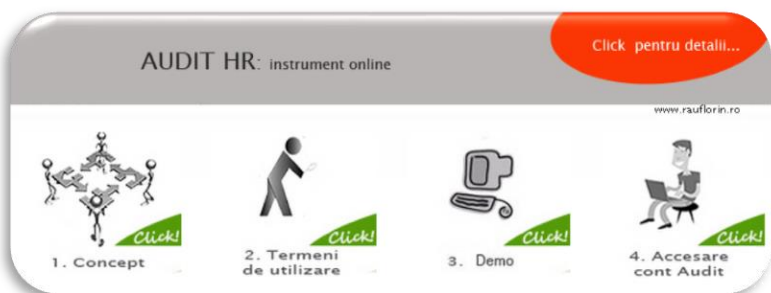 AUDIT HR: instrument online
Click pentru detalii...
www.rauflorin.ro
Click!
Click!
Click!
Click!
1. Concept
2. Termeni
de utilizare
3. Demo
4. Accesare
cont Audit